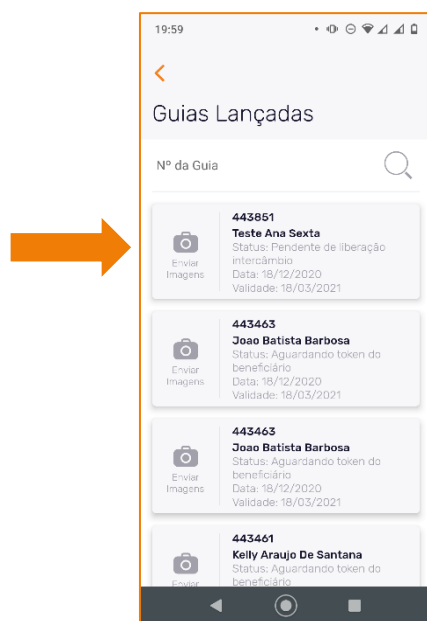 19:59
Guias Lançadas
Nº da Guia
443851
Teste Ana Sexta
Status: Pendente de liberação
intercâmbio
Data: 18/12/2020
Validade: 18/03/2021
Enviar
Imagens
443463
Joao Batista Barbosa
Status: Aguardando token do
beneficiário
Data: 18/12/2020
Validade: 18/03/2021
Enviar
Imagens
443463
Joao Batista Barbosa
Status: Aguardando token do
beneficiário
Data: 18/12/2020
Validade: 18/03/2021
Enviar
Imagens
443461
Kelly Araujo De Santana
Status: Aguardando token do
beneficiário
Enviar